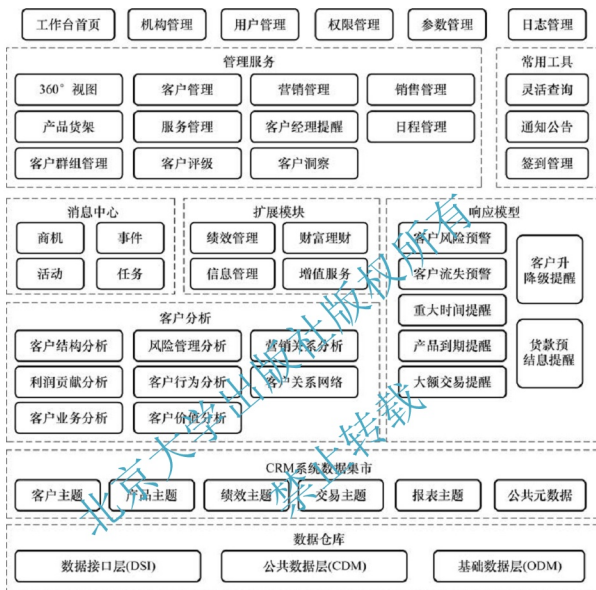 工作台首页 机构管理 用户管理 权限管理 参数管理 日志管理
管理服务
360°视图 客户管理 营销管理 销售管理
产品货架 服务管理 客户经理提醒 日程管理
客户群组管理 客户评级 客户洞察
常用工具
灵活查询
通知公告
签到管理
消息中心
商机 事件
活动 任务
扩展模块
绩效管理 财富理财
信息管理 增值服务
响应模型
客户风险预警
客户流失预警
重大时间提醒
产品到期提醒
大额交易提醒
客户升
降级提醒
贷款预
结息提醒
客户分析
客户结构分析 风险管理分析 营销关系分析
利润贡献分析 客户行为分析 客户关系网络
客户业务分析 客户价值分析
CRM系统数据集市
客户主题 产品主题 绩效主题 交易主题 报表主题 公共元数据
数据仓库
数据接口层(DSI) 公共数据层(CDM) 基础数据层(ODM)
北京大学出版社版权所有
禁止转载